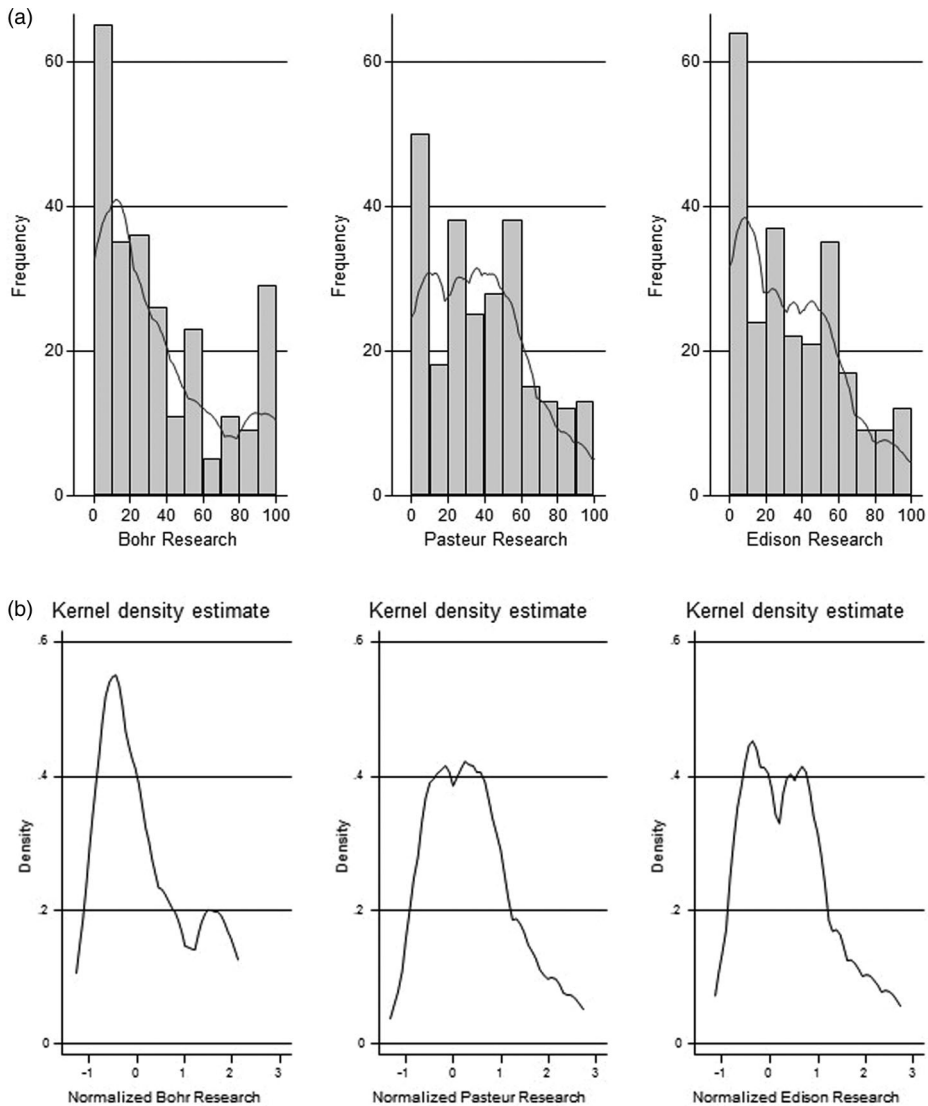 (a)
60
40
20
0
Frequency
0 20 40 60 80 100
Bohr Research
60
40
20
0
Frequency
0 20 40 60 80 100
Pasteur Research
60
40
20
0
Frequency
0 20 40 60 80 100
Edison Research
(b)
Kernel density estimate
.6
.4
.2
0
Density
-1 0 1 2 3
Normalized Bohr Research
Kernel density estimate
.6
.4
.2
0
Density
-1 0 1 2 3
Normalized Pasteur Research
Kernel density estimate
.6
.4
.2
0
Density
-1 0 1 2 3
Normalized Edison Research